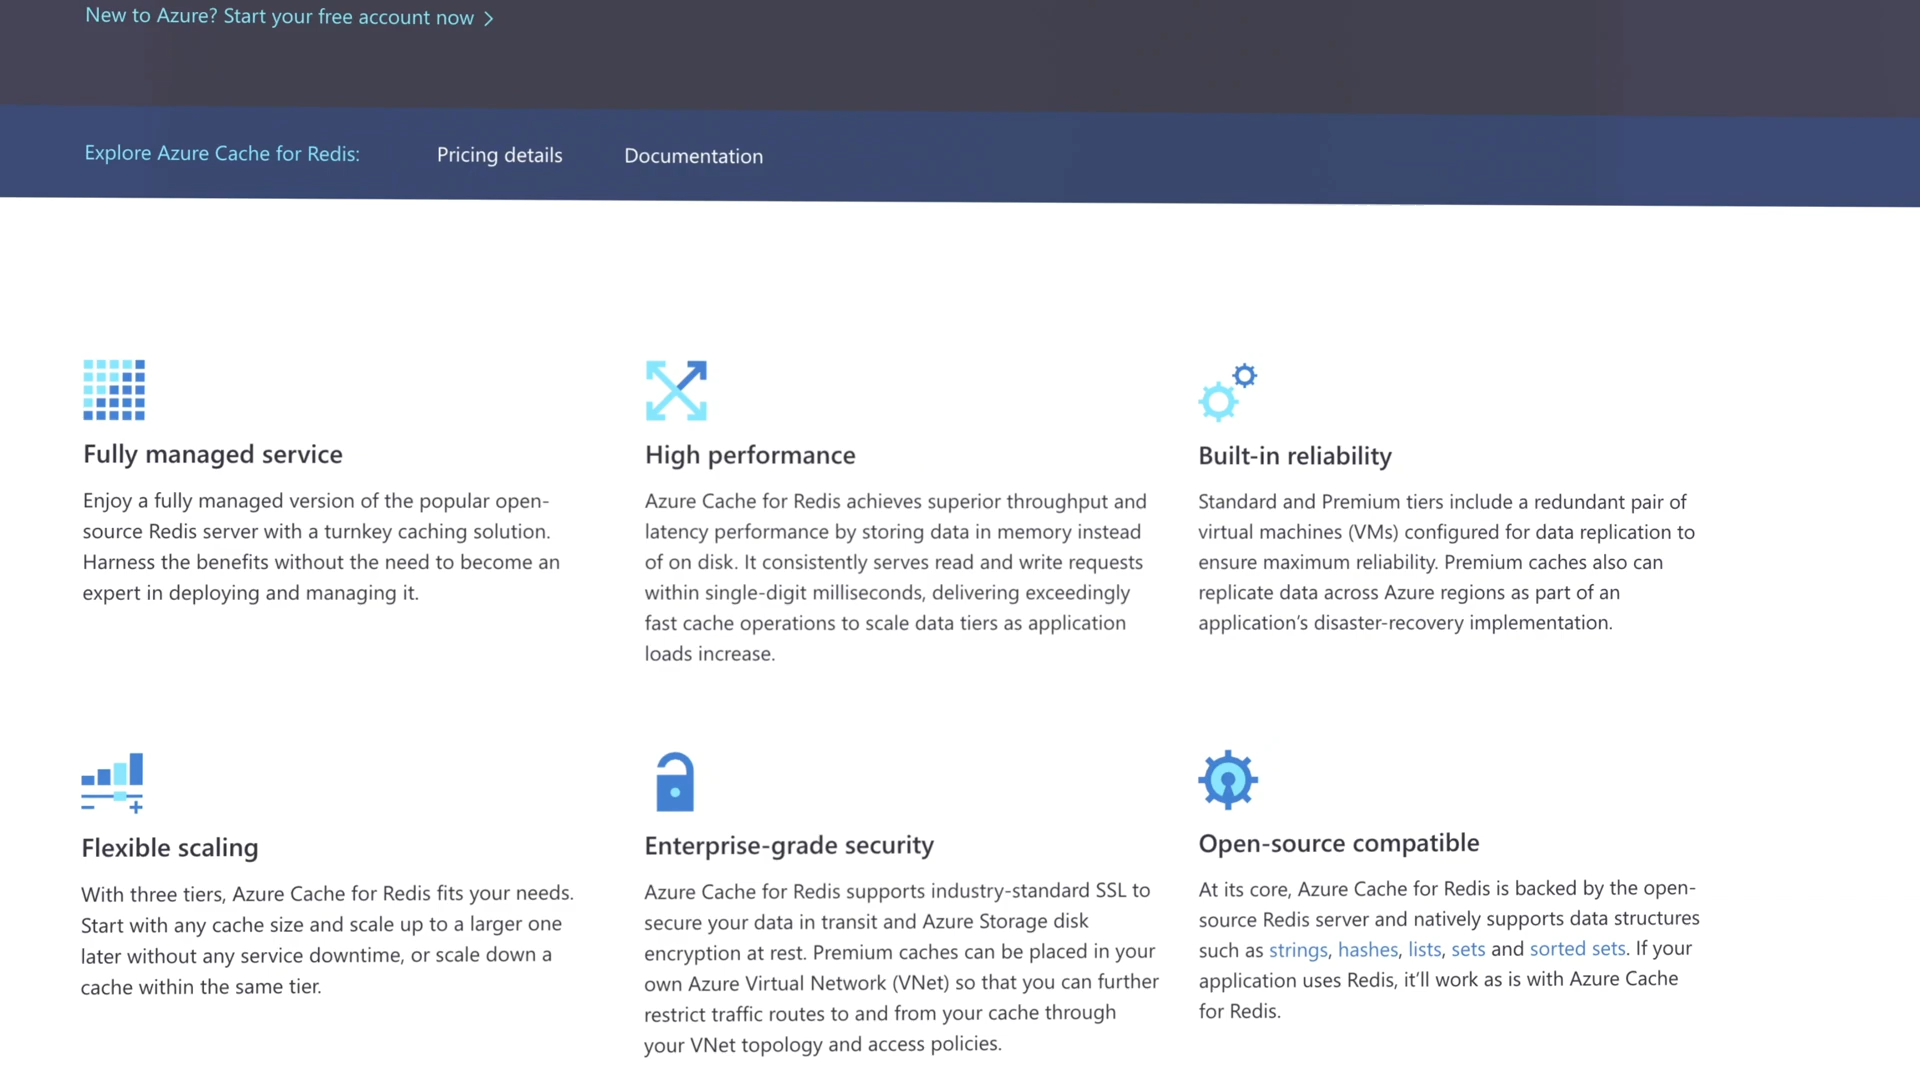 New to Azure? Start your free account now
Explore Azure Cache for Redis:
Pricing details
Documentation
Fully managed service
Enjoy a fully managed version of the popular open-
source Redis server with a turnkey caching solution.
Harness the benefits without the need to become an
expert in deploying and managing it.
High performance
Azure Cache for Redis achieves superior throughput and
latency performance by storing data in memory instead
of on disk. It consistently serves read and write requests
within single-digit milliseconds, delivering exceedingly
fast cache operations to scale data tiers as application
loads increase.
Built-in reliability
Standard and Premium tiers include a redundant pair of
virtual machines (VMs) configured for data replication to
ensure maximum reliability. Premium caches also can
replicate data across Azure regions as part of an
application's disaster-recovery implementation.
Flexible scaling
With three tiers, Azure Cache for Redis fits your needs.
Start with any cache size and scale up to a larger one
later without any service downtime, or scale down a
cache within the same tier.
Enterprise-grade security
Azure Cache for Redis supports industry-standard SSL to
secure your data in transit and Azure Storage disk
encryption at rest. Premium caches can be placed in your
own Azure Virtual Network (VNet) so that you can further
restrict traffic routes to and from your cache through
your VNet topology and access policies.
Open-source compatible
At its core, Azure Cache for Redis is backed by the open-
source Redis server and natively supports data structures
such as strings, hashes, lists, sets and sorted sets. If your
application uses Redis, it'll work as is with Azure Cache
for Redis.